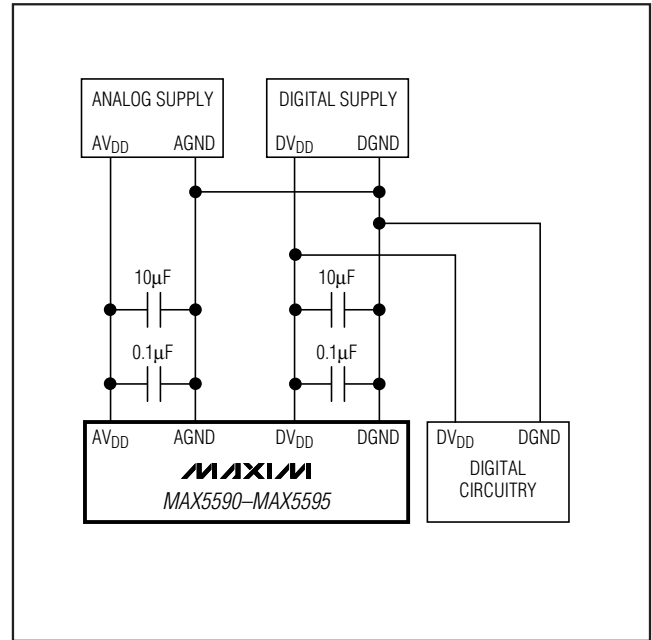 ANALOG SUPPLY
DIGITAL SUPPLY
AVDD AGND
DVDD DGND
10μF
10μF
0.1μF
0.1μF
AVDD AGND DVDD DGND
MAXIM
MAX5590–MAX5595
DVDD DGND
DIGITAL
CIRCUITRY